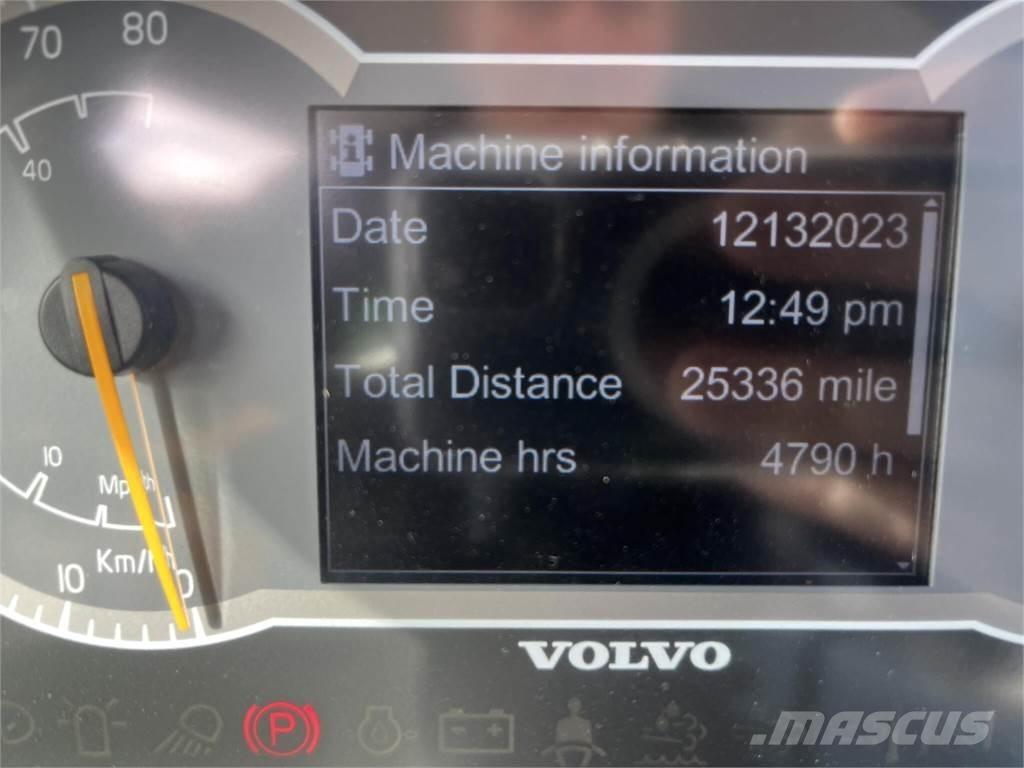 70 80
40
Machine information
Date 12132023
Time 12:49 pm
Total Distance 25336 mile
Machine hrs 4790 h
10
Km/h
10 0
VOLVO
P
MASCUS